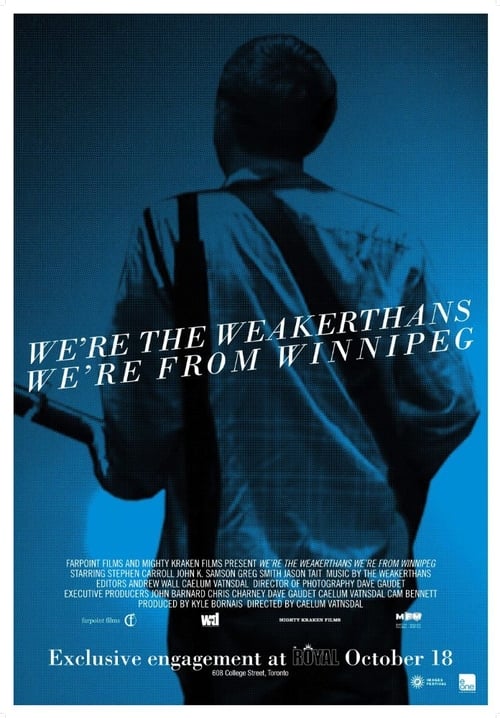 WE'RE THE WEAKERTHANS
WE'RE FROM WINNIPEG
FARPOINT FILMS AND MIGHTY KRAKEN FILMS PRESENT WE'RE THE WEAKERTHANS WE'RE FROM WINNIPEG
STARRING STEPHEN CARROLL JOHN K. SAMSON GREG SMITH JASON TAIT MUSIC BY THE WEAKERTHANS
EDITORS ANDREW WALL CAELUM VATNSDAL DIRECTOR OF PHOTOGRAPHY DAVE GAUDET
EXECUTIVE PRODUCERS JOHN BARNARD CHRIS CHARNEY DAVE GAUDET CAELUM VATNSDAL CAM BENNETT
PRODUCED BY KYLE BORNAIS DIRECTED BY CAELUM VATNSDAL
farpoint films
MIGHTY KRAKEN FILMS
Exclusive engagement at ROYAL October 18
608 College Street, Toronto
IMAGES FESTIVAL
e one